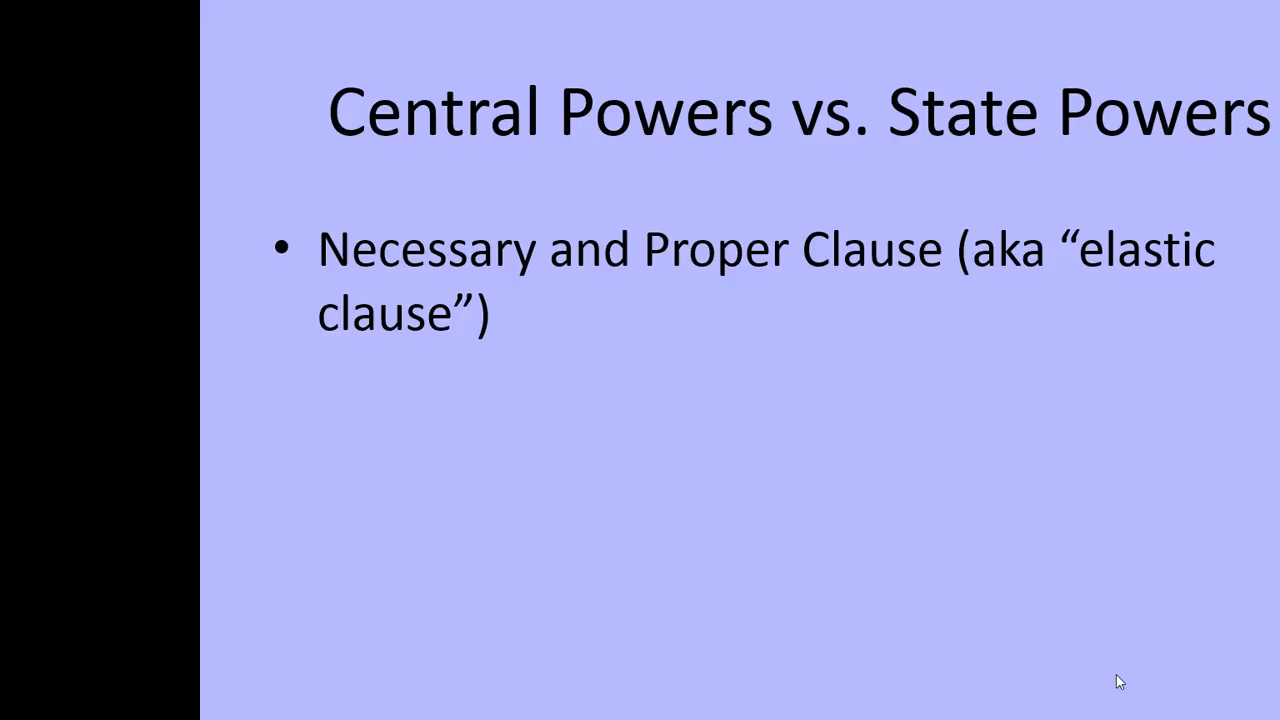 Central Powers vs. State Powers
• Necessary and Proper Clause (aka “elastic
clause”)